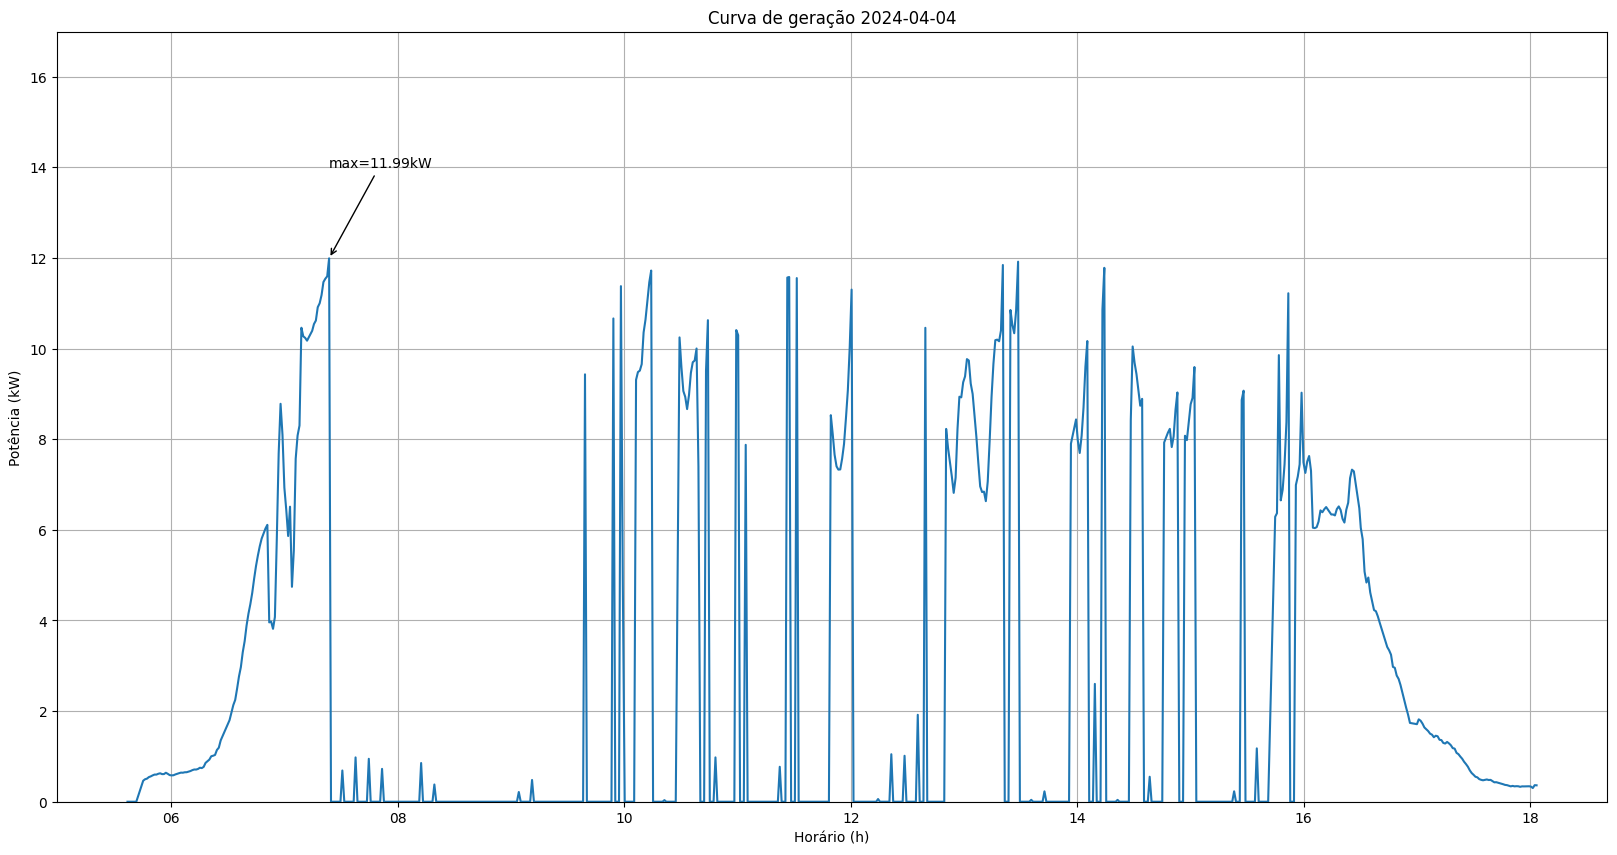 Curva de geração 2024-04-04
Potência (kW)
16
14
12
10
8
6
4
2
0
max=11.99kW
06 08 10 12 14 16 18
Horário (h)